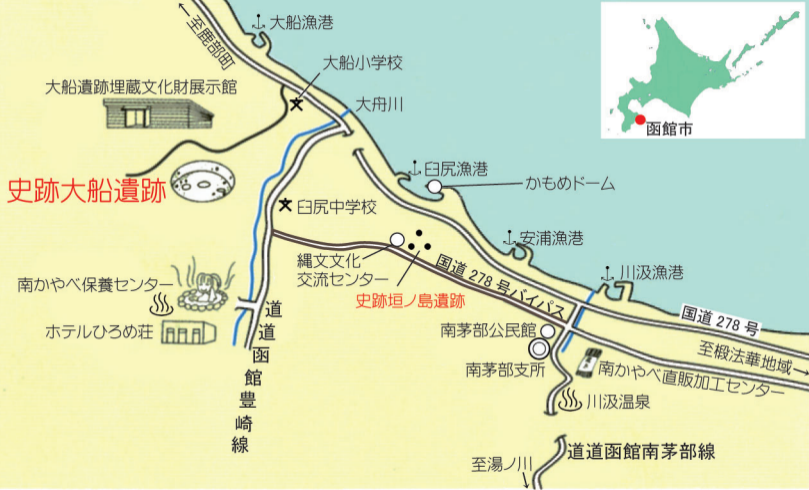 大船漁港
←至鹿部町
大船小学校
大船遺跡埋蔵文化財展示館
大舟川
函館市
臼尻漁港
かもめドーム
史跡大船遺跡
臼尻中学校
安浦漁港
縄文文化
交流センター
国道278号バイパス
川汲漁港
南かやべ保養センター
史跡垣ノ島遺跡
国道278号
ホテルひろめ荘
道道函館豊崎線
南茅部公民館
至椴法華地域→
南茅部支所
南かやべ直販加工センター
川汲温泉
道道函館南茅部線
至湯ノ川
↓